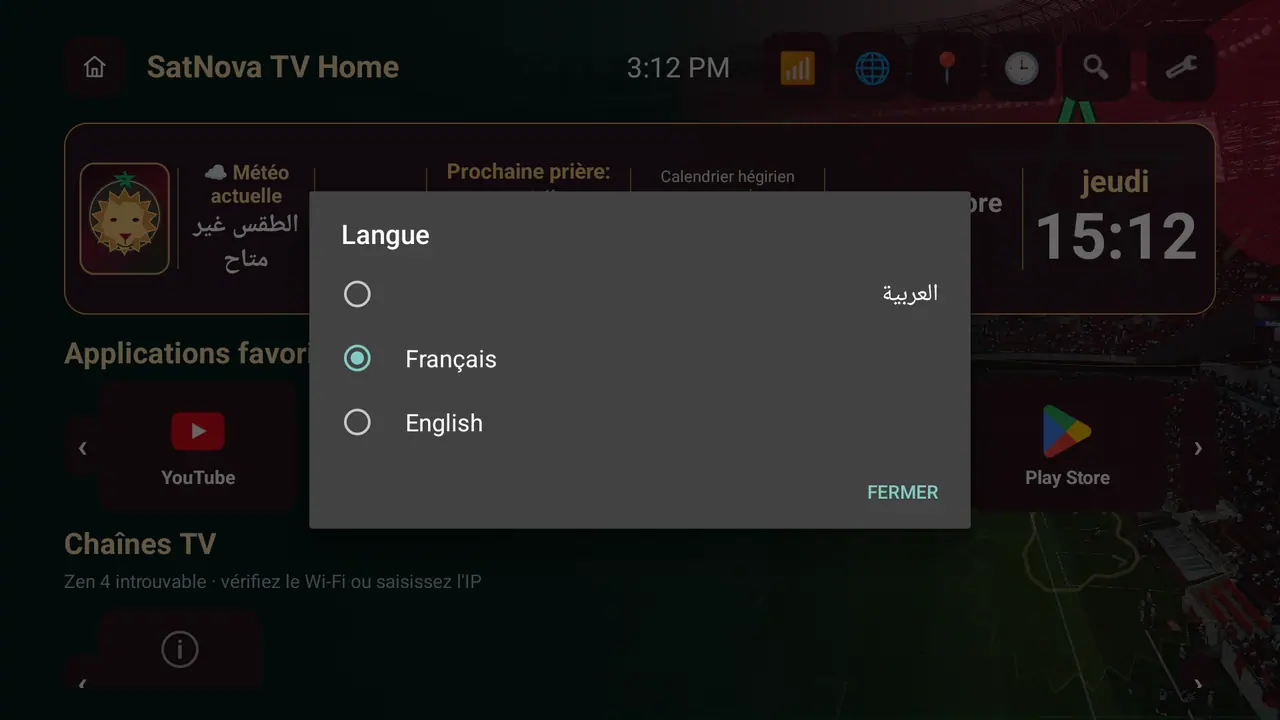 SatNova TV Home
3:12 PM
☁ Météo
actuelle
الطقس غير
متاح
Prochaine prière:
Calendrier hégirien
jeudi
15:12
Langue
العربية
Français
English
FERMER
Applications
YouTube
Play Store
Chaînes TV
Zen 4 introuvable · vérifiez le Wi-Fi ou saisissez l'IP